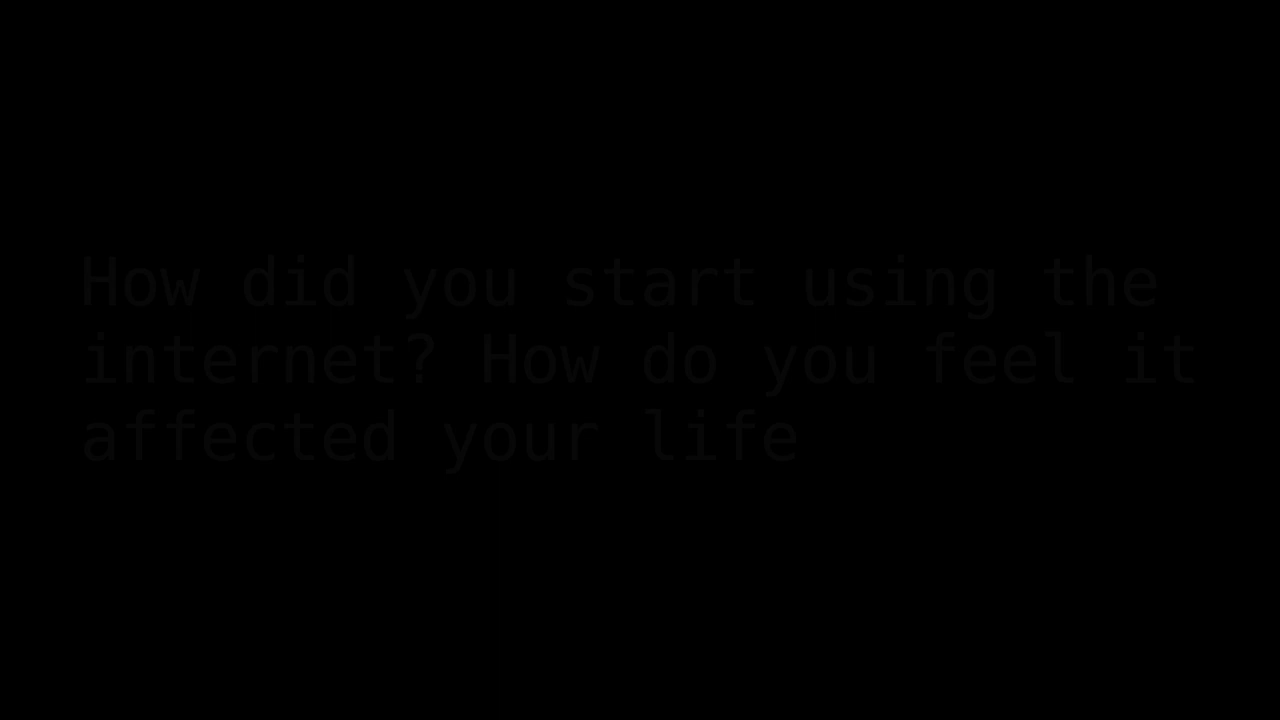 How did you start using the
internet? How do you feel it
affected your life